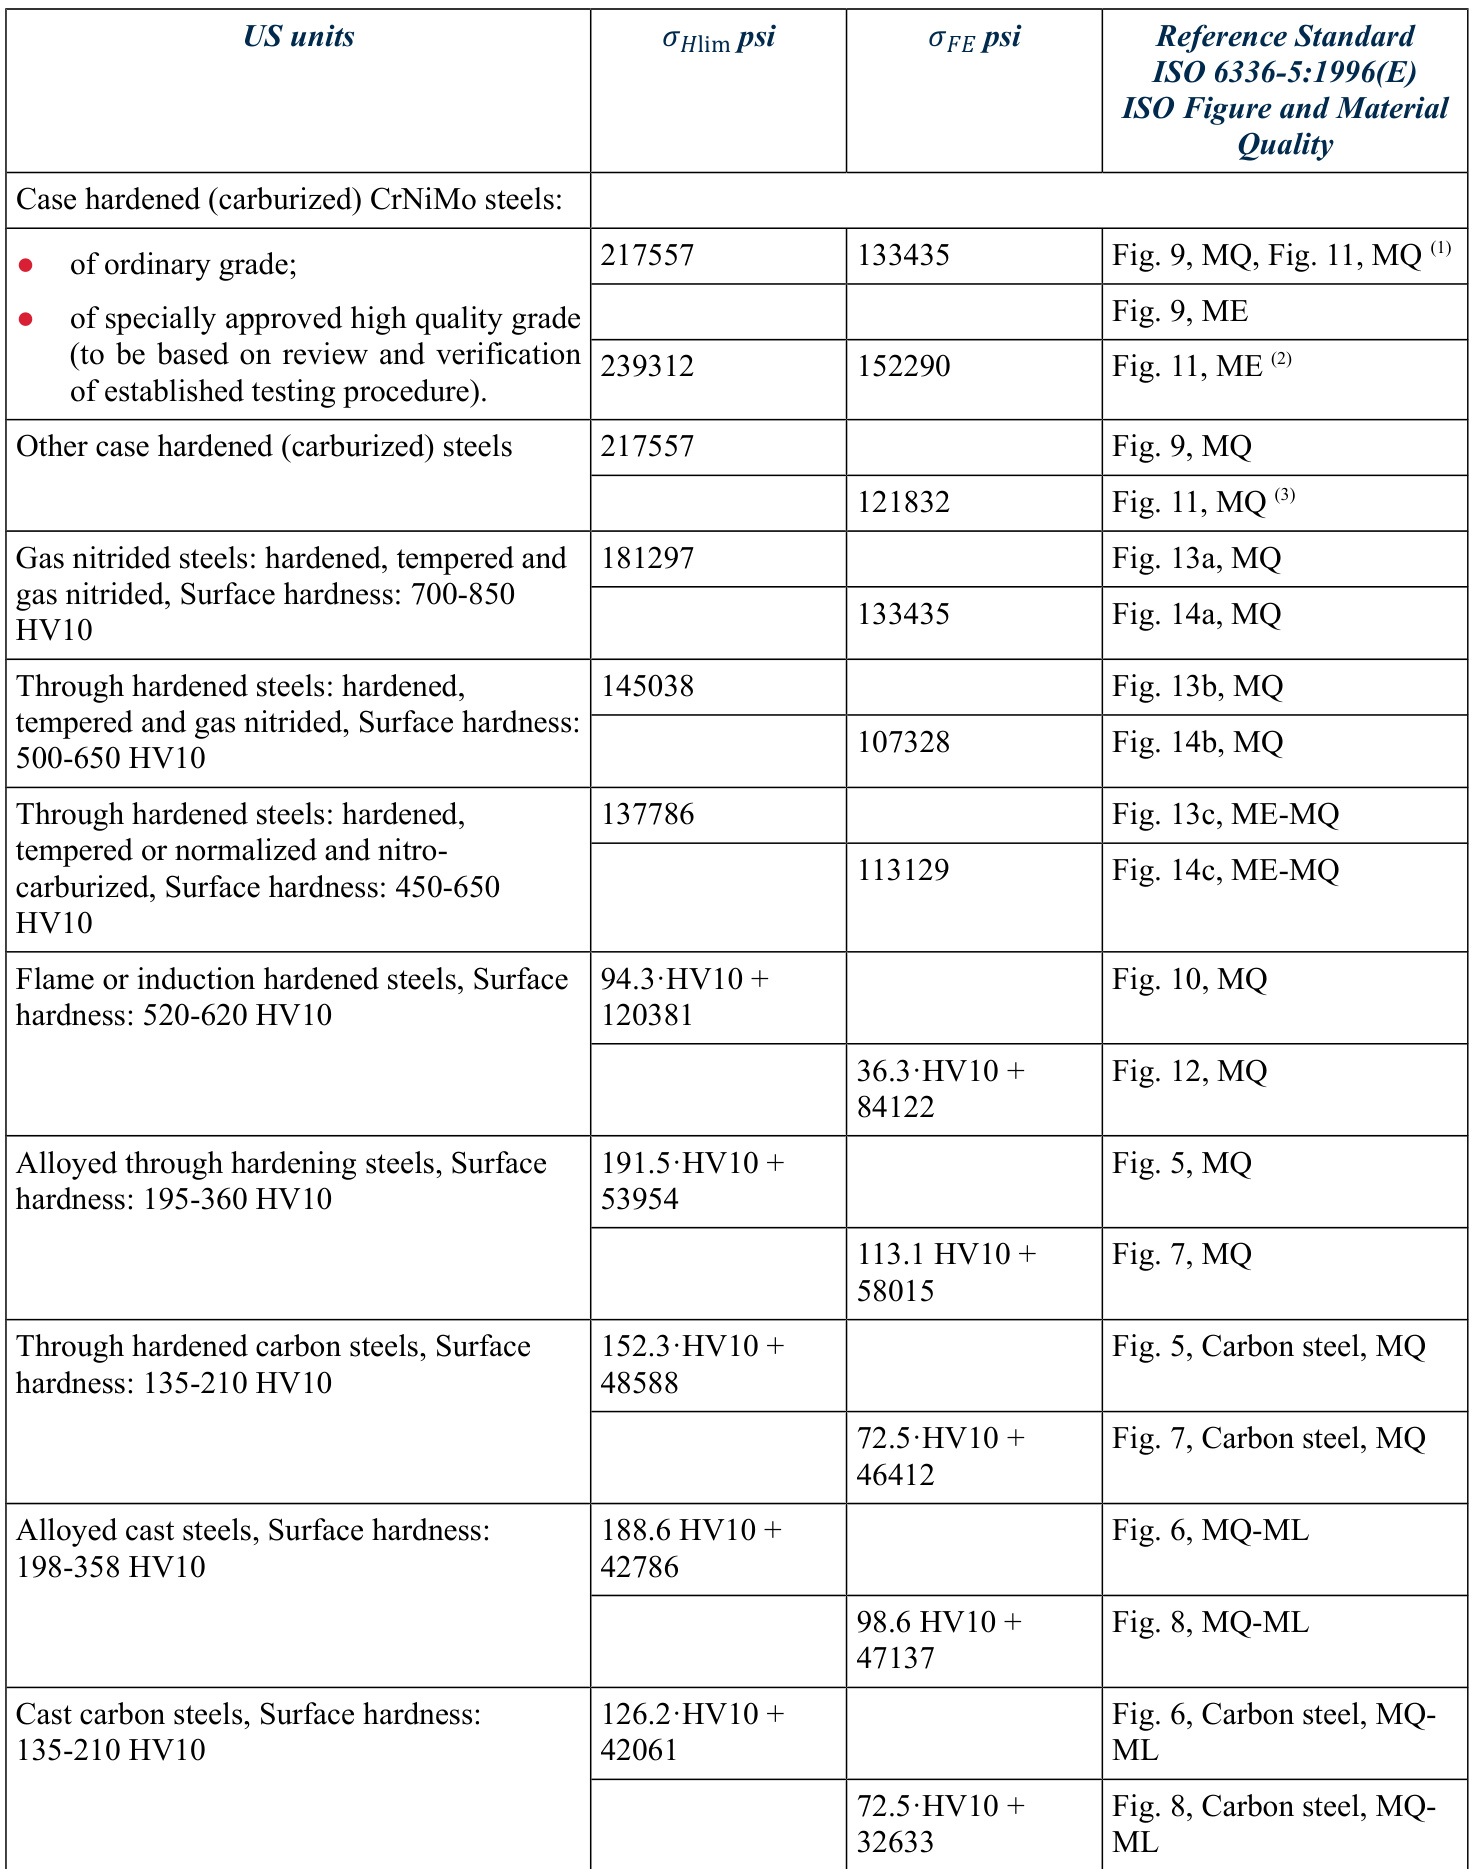 US units
σHlim psi
σFE psi
Reference Standard
ISO 6336-5:1996(E)
ISO Figure and Material
Quality
Case hardened (carburized) CrNiMo steels:
● of ordinary grade;
217557
133435
Fig. 9, MQ, Fig. 11, MQ (1)
● of specially approved high quality grade
(to be based on review and verification
of established testing procedure).
Fig. 9, ME
239312
152290
Fig. 11, ME (2)
Other case hardened (carburized) steels
217557
Fig. 9, MQ
121832
Fig. 11, MQ (3)
Gas nitrided steels: hardened, tempered and
gas nitrided, Surface hardness: 700-850
HV10
181297
Fig. 13a, MQ
133435
Fig. 14a, MQ
Through hardened steels: hardened,
tempered and gas nitrided, Surface hardness:
500-650 HV10
145038
Fig. 13b, MQ
107328
Fig. 14b, MQ
Through hardened steels: hardened,
tempered or normalized and nitro-
carburized, Surface hardness: 450-650
HV10
137786
Fig. 13c, ME-MQ
113129
Fig. 14c, ME-MQ
Flame or induction hardened steels, Surface
hardness: 520-620 HV10
94.3·HV10 +
120381
Fig. 10, MQ
36.3·HV10 +
84122
Fig. 12, MQ
Alloyed through hardening steels, Surface
hardness: 195-360 HV10
191.5·HV10 +
53954
Fig. 5, MQ
113.1 HV10 +
58015
Fig. 7, MQ
Through hardened carbon steels, Surface
hardness: 135-210 HV10
152.3·HV10 +
48588
Fig. 5, Carbon steel, MQ
72.5·HV10 +
46412
Fig. 7, Carbon steel, MQ
Alloyed cast steels, Surface hardness:
198-358 HV10
188.6 HV10 +
42786
Fig. 6, MQ-ML
98.6 HV10 +
47137
Fig. 8, MQ-ML
Cast carbon steels, Surface hardness:
135-210 HV10
126.2·HV10 +
42061
Fig. 6, Carbon steel, MQ-
ML
72.5·HV10 +
32633
Fig. 8, Carbon steel, MQ-
ML